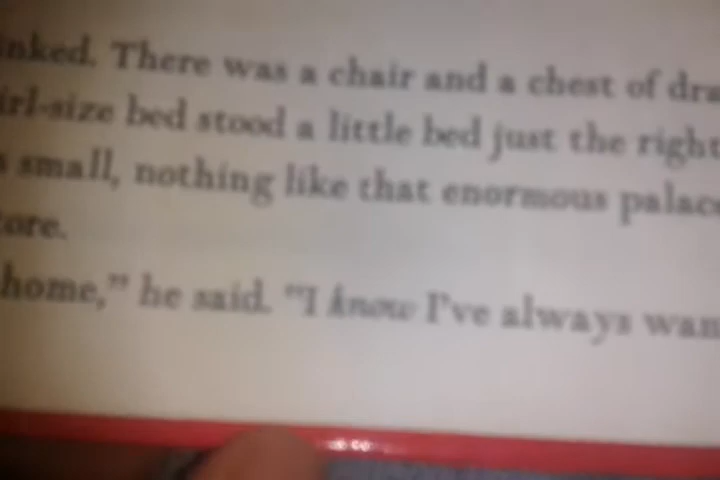 inked. There was a chair and a chest of dra
irl-size bed stood a little bed just the right
s small, nothing like that enormous palace
tore.
home,” he said. “I know I’ve always wan